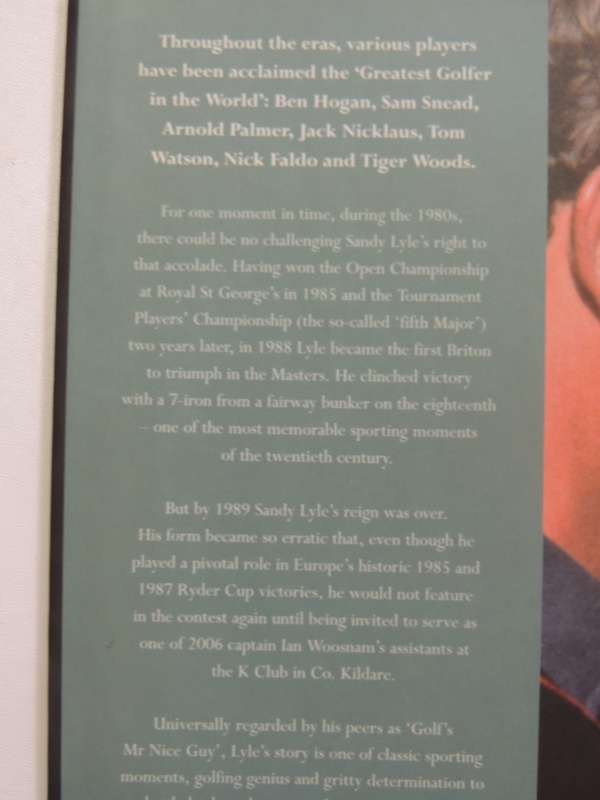 Throughout the eras, various players
have been acclaimed the 'Greatest Golfer
in the World': Ben Hogan, Sam Snead,
Arnold Palmer, Jack Nicklaus, Tom
Watson, Nick Faldo and Tiger Woods.
For one moment in time, during the 1980s,
there could be no challenging Sandy Lyle's right to
that accolade. Having won the Open Championship
at Royal St George's in 1985 and the Tournament
Players' Championship (the so-called 'fifth Major')
two years later, in 1988 Lyle became the first Briton
to triumph in the Masters. He clinched victory
with a 7-iron from a fairway bunker on the eighteenth
– one of the most memorable sporting moments
of the twentieth century.
But by 1989 Sandy Lyle's reign was over.
His form became so erratic that, even though he
played a pivotal role in Europe's historic 1985 and
1987 Ryder Cup victories, he would not feature
in the contest again until being invited to serve as
one of 2006 captain Ian Woosnam's assistants at
the K Club in Co. Kildare.
Universally regarded by his peers as 'Golf's
Mr Nice Guy', Lyle's story is one of classic sporting
moments, golfing genius and gritty determination to